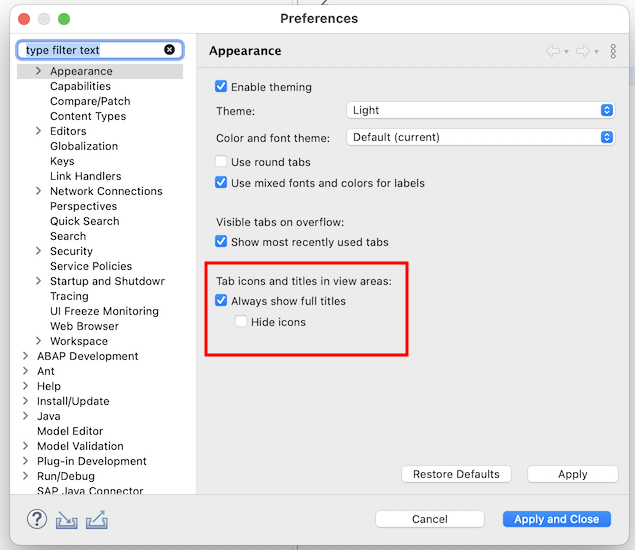 Preferences
type filter text
Appearance
Capabilities
Compare/Patch
Content Types
Editors
Globalization
Keys
Link Handlers
Network Connections
Perspectives
Quick Search
Search
Security
Service Policies
Startup and Shutdown
Tracing
UI Freeze Monitoring
Web Browser
Workspace
ABAP Development
Ant
Help
Install/Update
Java
Model Editor
Model Validation
Plug-in Development
Run/Debug
SAP Java Connector
Appearance
Enable theming
Theme: Light
Color and font theme: Default (current)
Use round tabs
Use mixed fonts and colors for labels
Visible tabs on overflow:
Show most recently used tabs
Tab icons and titles in view areas:
Always show full titles
Hide icons
Restore Defaults Apply
? Cancel Apply and Close